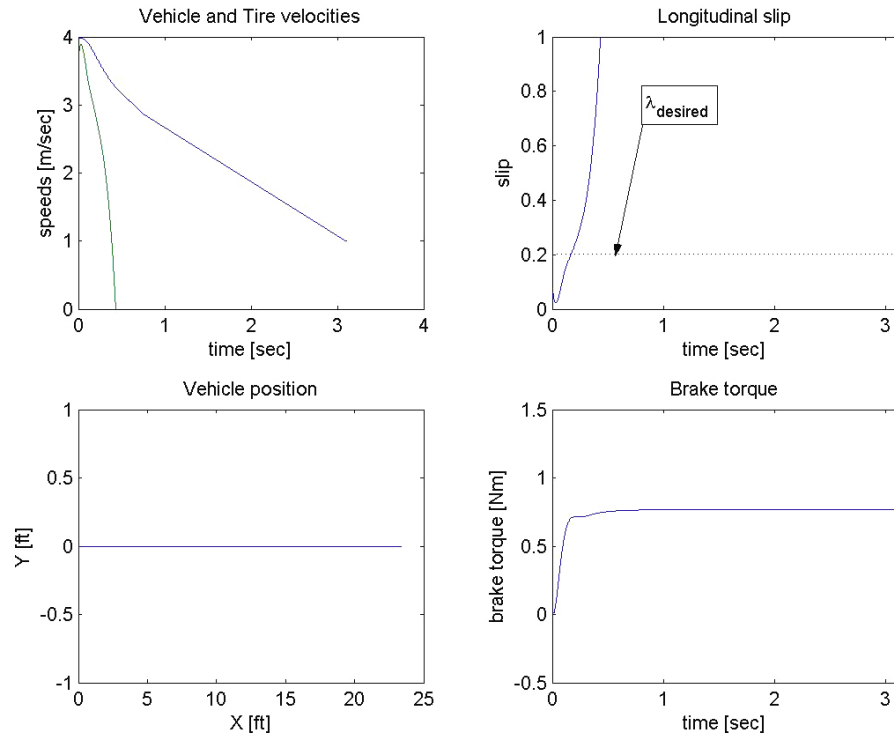 Vehicle and Tire velocities
4
3
2
1
0
speeds [m/sec]
0 1 2 3 4
time [sec]
Longitudinal slip
1
0.8
0.6
0.4
0.2
0
slip
λdesired
0 1 2 3
time [sec]
Vehicle position
1
0.5
0
-0.5
-1
Y [ft]
0 5 10 15 20 25
X [ft]
Brake torque
1.5
1
0.5
0
-0.5
brake torque [Nm]
0 1 2 3
time [sec]